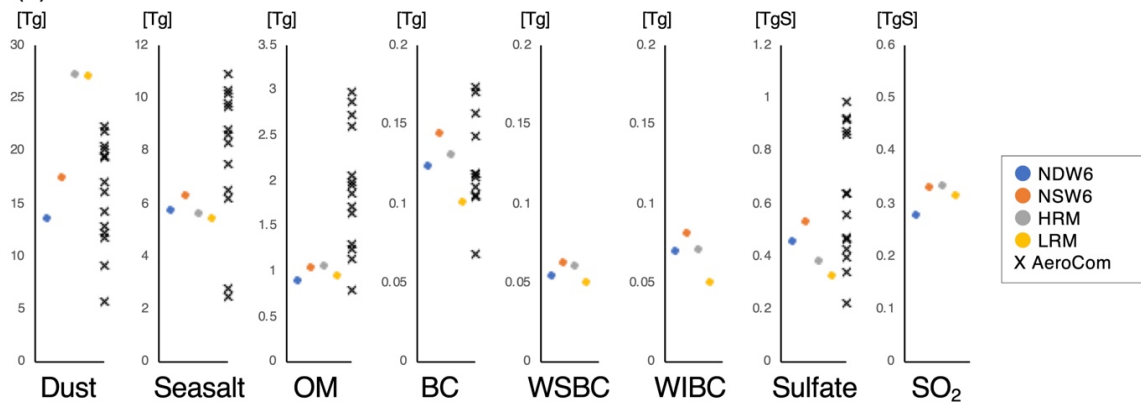 [Tg] [Tg] [Tg] [Tg] [Tg] [Tg] [TgS] [TgS]
30 12 3.5 0.2 0.2 0.2 1.2 0.6
25 10 3 0.15 0.15 0.15 1 0.5
20 8 2.5 0.1 0.1 0.1 0.8 0.4
15 6 2 0.05 0.05 0.05 0.6 0.3
10 4 1.5 0 0 0 0.4 0.2
5 2 1 0.2 0.1
0 0 0.5 0 0
0
Dust Seasalt OM BC WSBC WIBC Sulfate SO₂
NDW6
NSW6
HRM
LRM
X AeroCom